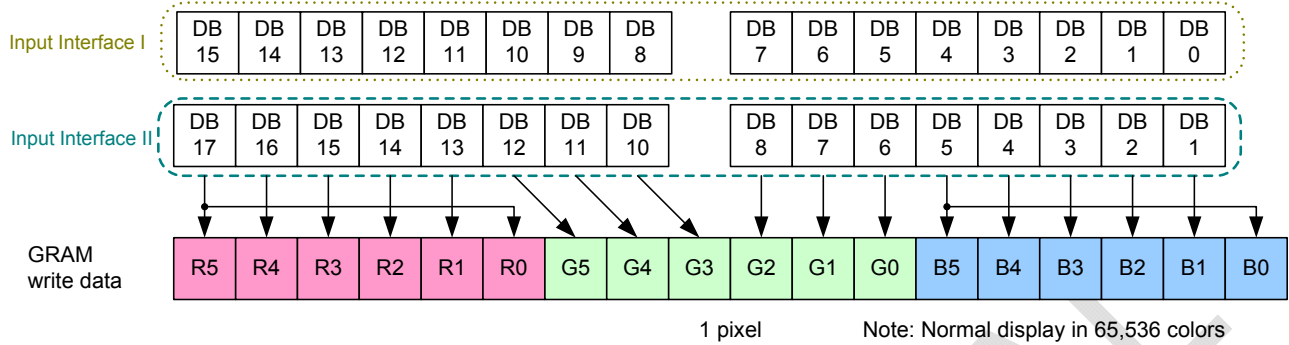 Input Interface I
DB 15 DB 14 DB 13 DB 12 DB 11 DB 10 DB 9 DB 8 DB 7 DB 6 DB 5 DB 4 DB 3 DB 2 DB 1 DB 0
Input Interface II
DB 17 DB 16 DB 15 DB 14 DB 13 DB 12 DB 11 DB 10 DB 8 DB 7 DB 6 DB 5 DB 4 DB 3 DB 2 DB 1
GRAM
write data
R5 R4 R3 R2 R1 R0 G5 G4 G3 G2 G1 G0 B5 B4 B3 B2 B1 B0
1 pixel
Note: Normal display in 65,536 colors